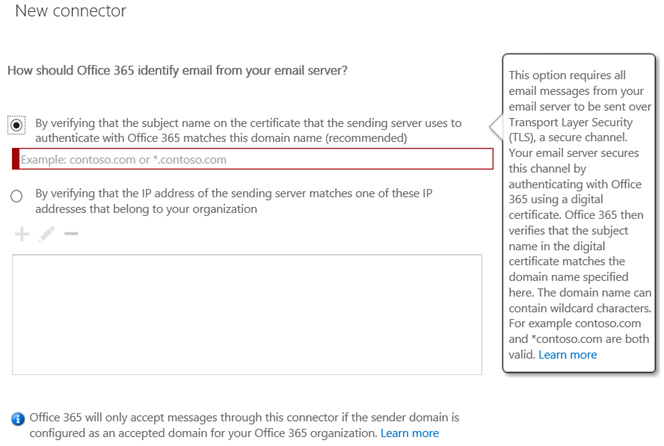 New connector
How should Office 365 identify email from your email server?
By verifying that the subject name on the certificate that the sending server uses to
authenticate with Office 365 matches this domain name (recommended)
Example: contoso.com or *.contoso.com
By verifying that the IP address of the sending server matches one of these IP
addresses that belong to your organization
Office 365 will only accept messages through this connector if the sender domain is
configured as an accepted domain for your Office 365 organization. Learn more
This option requires all
email messages from your
email server to be sent over
Transport Layer Security
(TLS), a secure channel.
Your email server secures
this channel by
authenticating with Office
365 using a digital
certificate. Office 365 then
verifies that the subject
name in the digital
certificate matches the
domain name specified
here. The domain name can
contain wildcard characters.
For example contoso.com
and *contoso.com are both
valid. Learn more